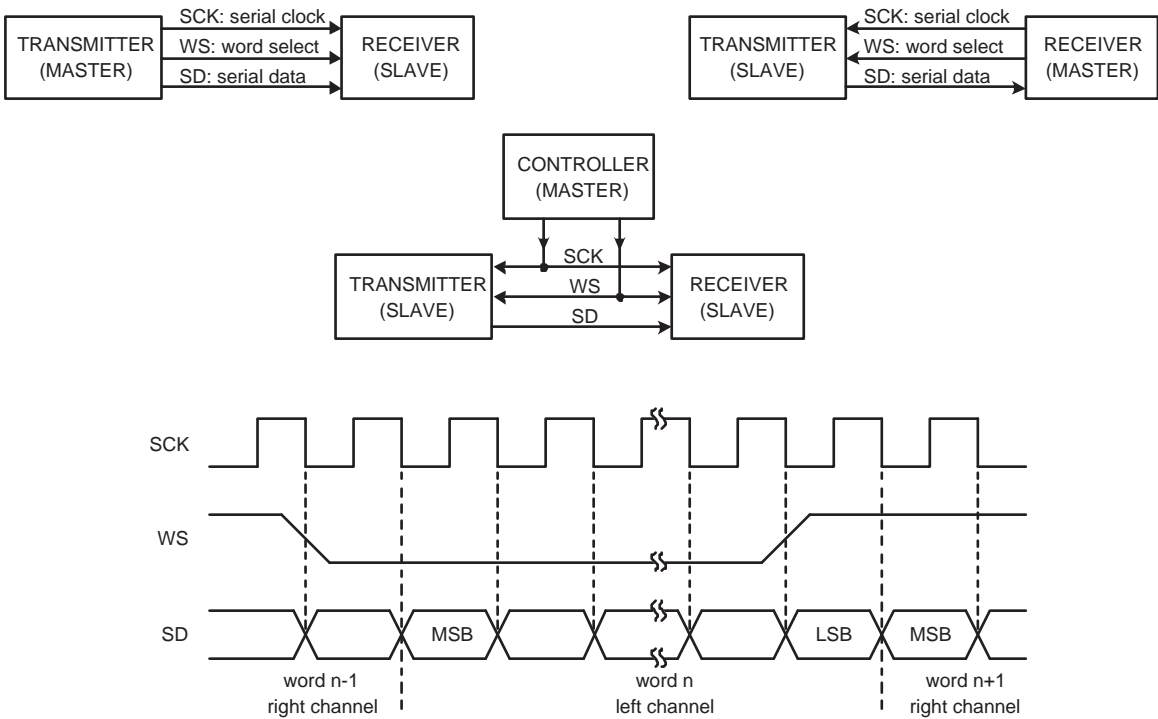 TRANSMITTER
(MASTER)
SCK: serial clock
WS: word select
SD: serial data
RECEIVER
(SLAVE)
TRANSMITTER
(SLAVE)
SCK: serial clock
WS: word select
SD: serial data
RECEIVER
(MASTER)
CONTROLLER
(MASTER)
TRANSMITTER
(SLAVE)
SCK
WS
SD
RECEIVER
(SLAVE)
SCK
WS
SD
MSB
LSB
MSB
word n-1
right channel
word n
left channel
word n+1
right channel